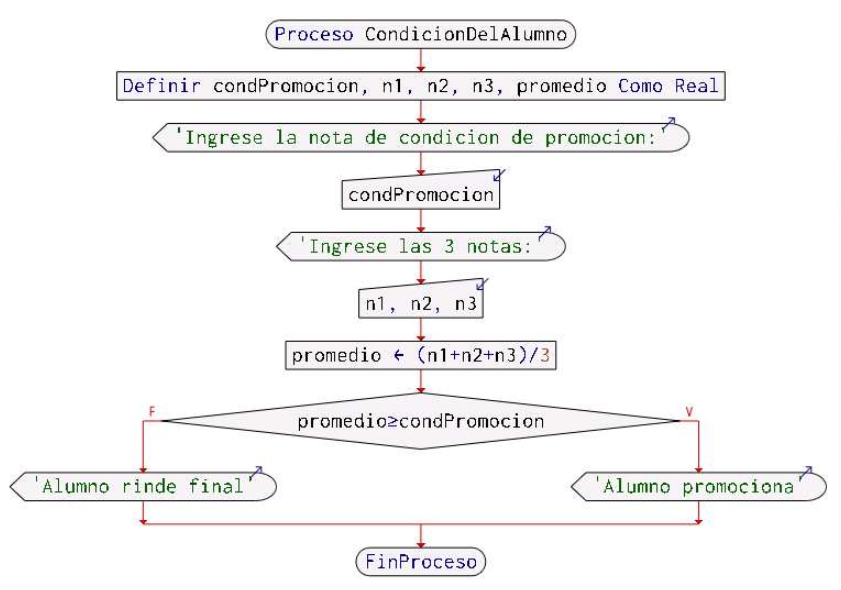 Proceso CondicionDelAlumno
Definir condPromocion, n1, n2, n3, promedio Como Real
'Ingrese la nota de condicion de promocion:'
condPromocion
'Ingrese las 3 notas:'
n1, n2, n3
promedio ← (n1+n2+n3)/3
promedio≥condPromocion
F
V
'Alumno rinde final'
'Alumno promociona'
FinProceso